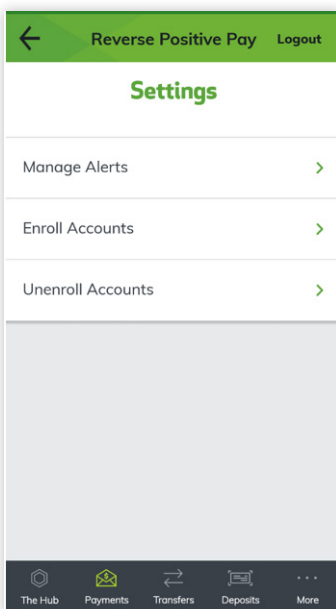 Reverse Positive Pay Logout
Settings
Manage Alerts
Enroll Accounts
Unenroll Accounts
The Hub Payments Transfers Deposits More